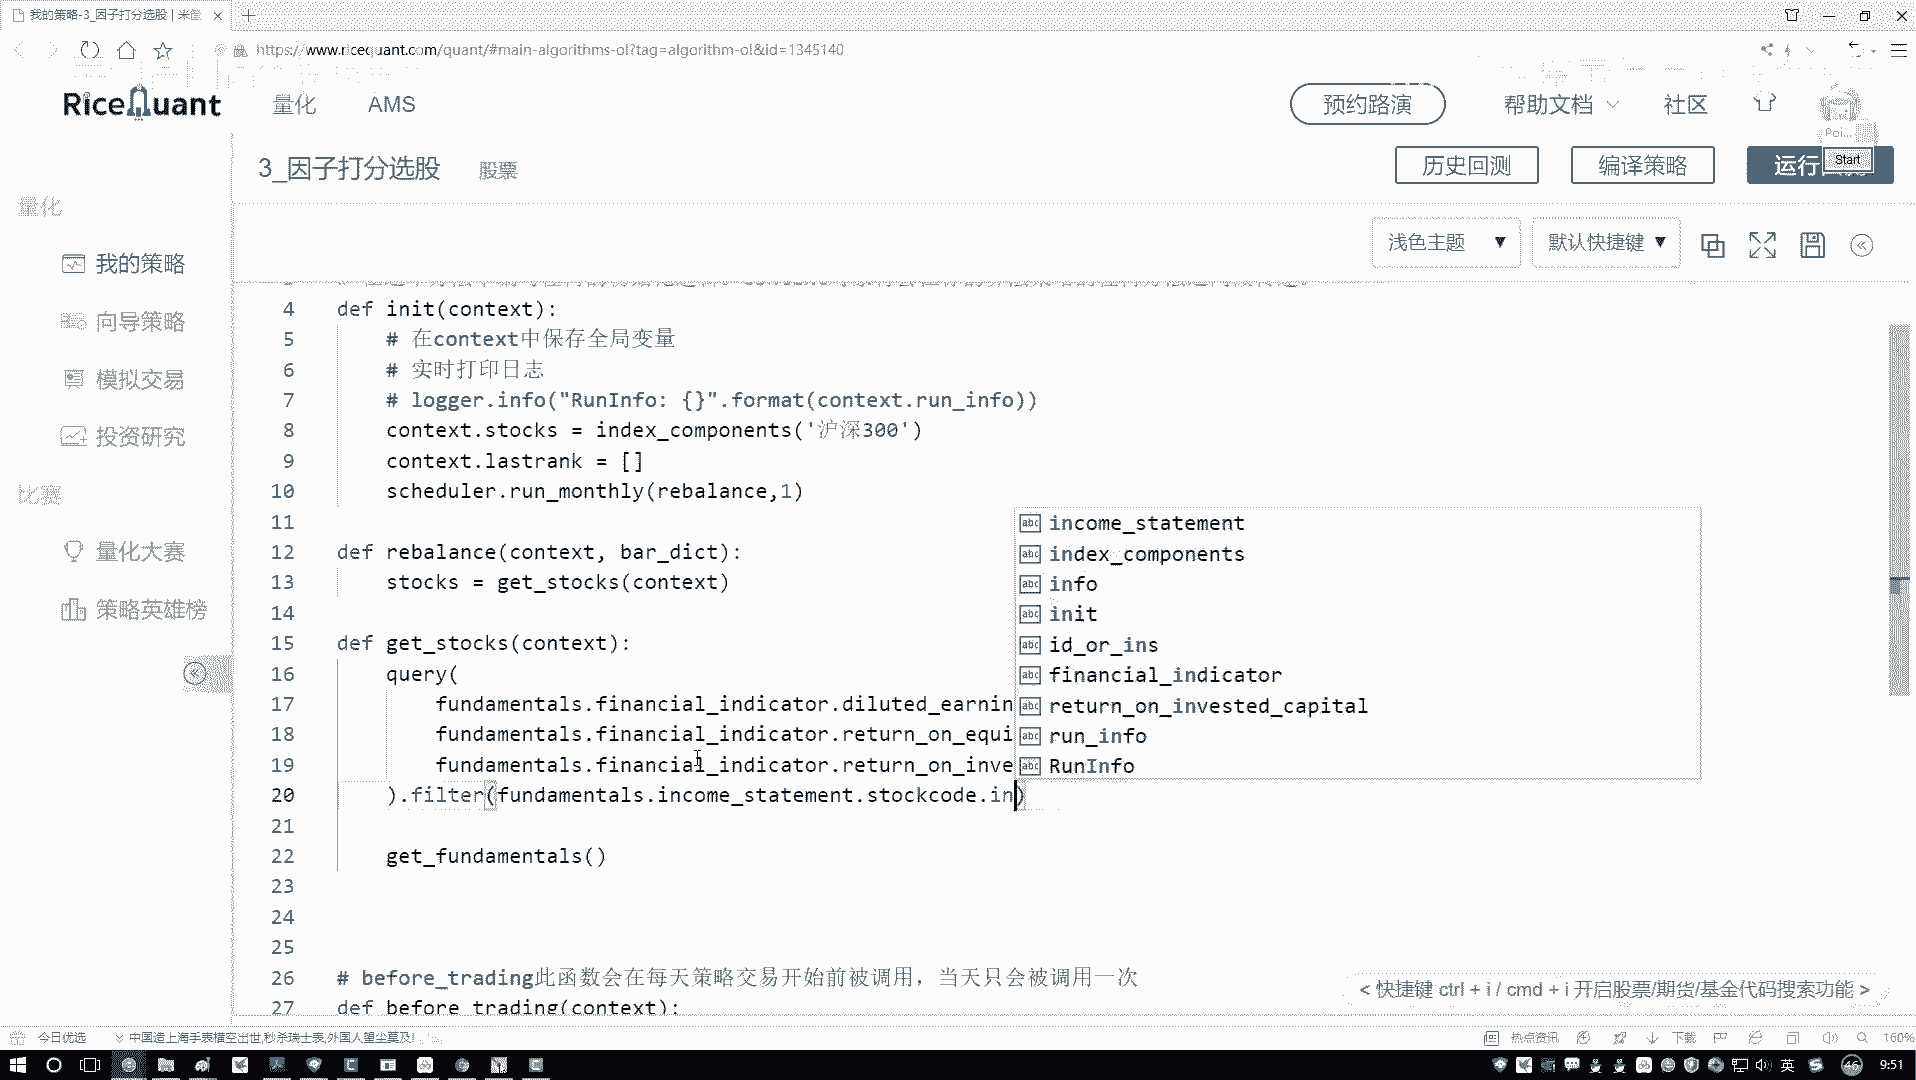 我的策略-3_因子打分选股 | 米筐
https://www.ricequant.com/quant/#main-algorithms-ol?tag=algorithm-ol&id=1345140
RiceQuant
量化
AMS
预约路演
帮助文档
社区
Poi...
3_因子打分选股
股票
历史回测
编译策略
运行
Start
量化
我的策略
向导策略
模拟交易
投资研究
比赛
量化大赛
策略英雄榜
浅色主题
默认快捷键
4 def init(context):
5 # 在context中保存全局变量
6 # 实时打印日志
7 # logger.info("RunInfo: {}".format(context.run_info))
8 context.stocks = index_components('沪深300')
9 context.lastrank = []
10 scheduler.run_monthly(rebalance,1)
11
12 def rebalance(context, bar_dict):
13 stocks = get_stocks(context)
14
15 def get_stocks(context):
16 query(
17 fundamentals.financial_indicator.diluted_earnin
18 fundamentals.financial_indicator.return_on_equi
19 fundamentals.financial_indicator.return_on_inve
20 ).filter(fundamentals.income_statement.stockcode.in)
21
22 get_fundamentals()
23
24
25
26 # before_trading此函数会在每天策略交易开始前被调用，当天只会被调用一次
27 def before_trading(context):
abc income_statement
abc index_components
abc info
abc init
abc id_or_ins
abc financial_indicator
abc return_on_invested_capital
abc run_info
abc RunInfo
< 快捷键 ctrl + i / cmd + i 开启股票/期货/基金代码搜索功能 >
今日优选
中国造上海手表横空出世,秒杀瑞士表,外国人望尘莫及!
热点资讯
下载
160%
英
46
9:51